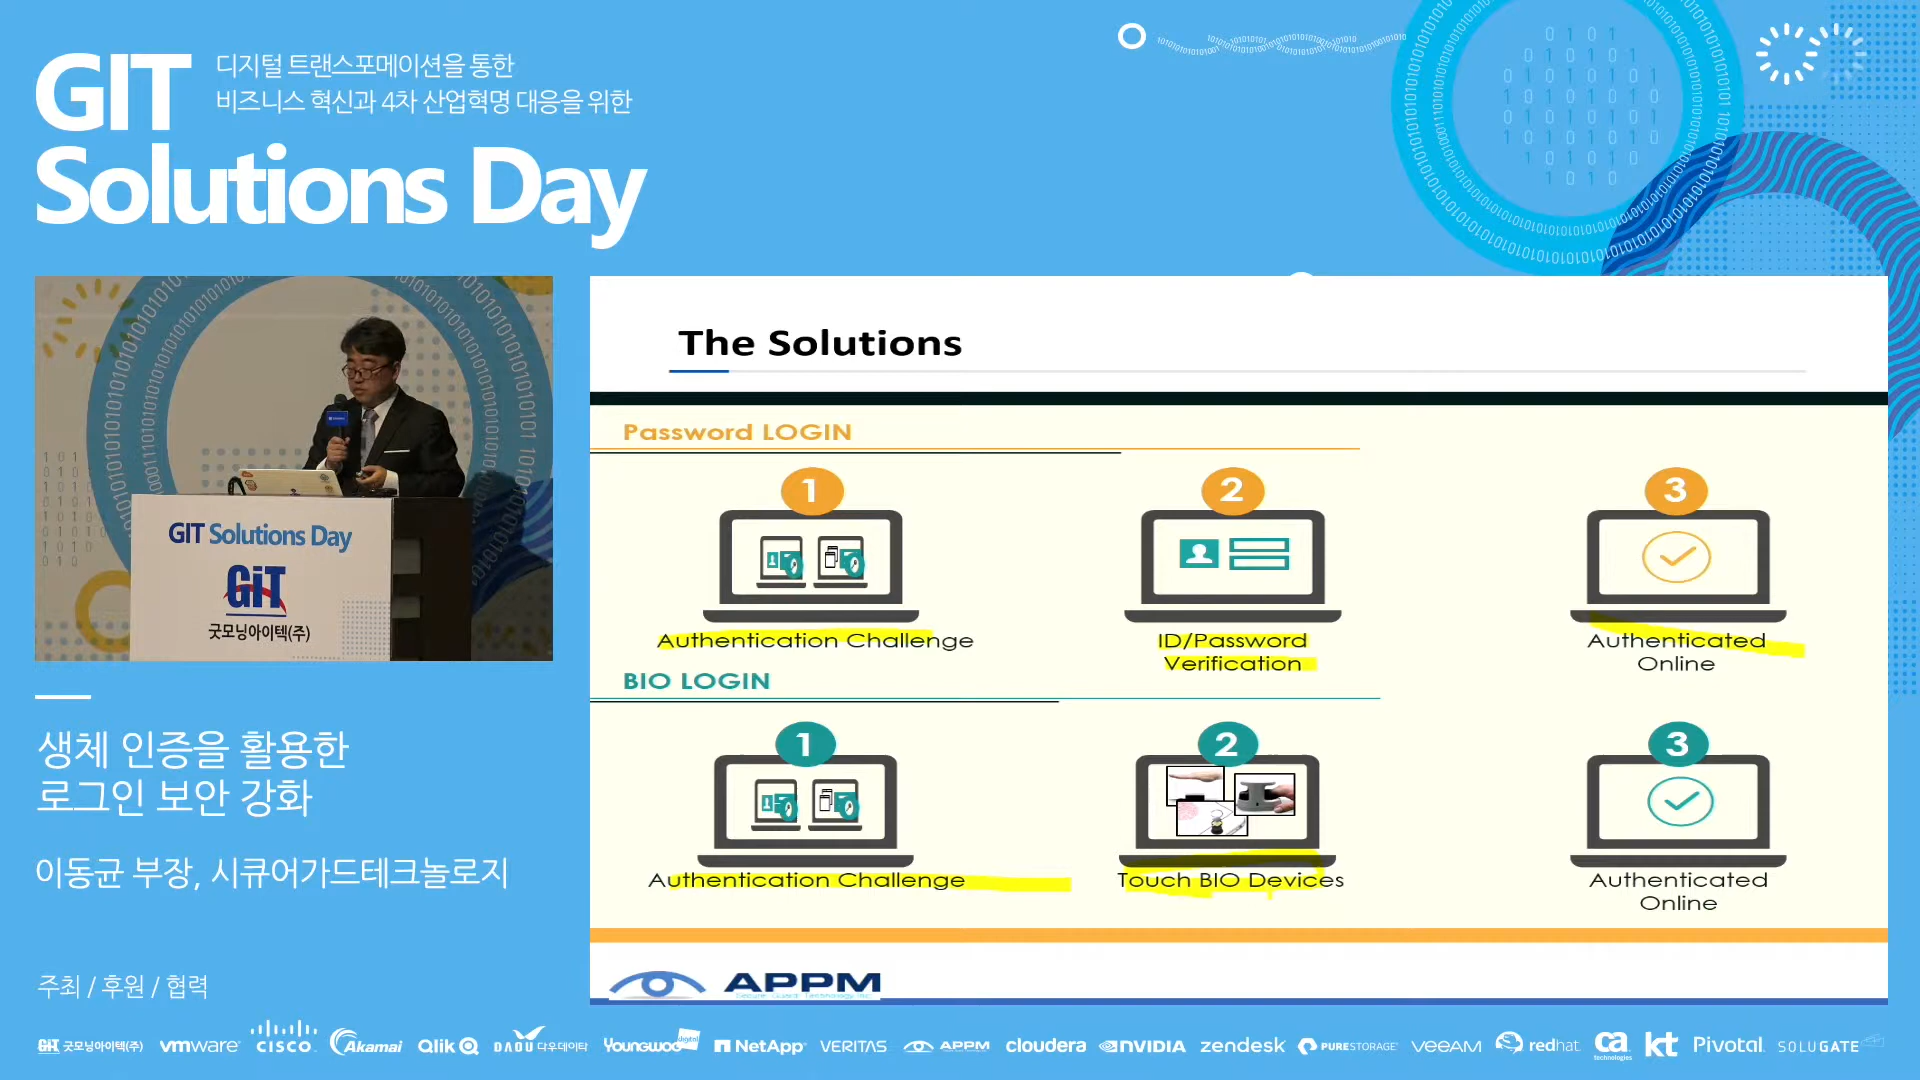 GIT
디지털 트랜스포메이션을 통한
비즈니스 혁신과 4차 산업혁명 대응을 위한
Solutions Day
GIT Solutions Day
GiT
굿모닝아이텍(주)
생체 인증을 활용한
로그인 보안 강화
이동균 부장, 시큐어가드테크놀로지
The Solutions
Password LOGIN
1
2
3
Authentication Challenge
ID/Password
Verification
Authenticated
Online
BIO LOGIN
1
2
3
Authentication Challenge
Touch BIO Devices
Authenticated
Online
APPM
Secure Guard Technology Inc.
주최 / 후원 / 협력
GiT 굿모닝아이텍(주)
vmware
CISCO
Akamai
Qlik
DAOU 다우데이타
YOUNGWOO digital
NetApp
VERITAS
APPM
cloudera
NVIDIA
zendesk
PURESTORAGE
VEEAM
redhat
ca technologies
kt
Pivotal
SOLUGATE